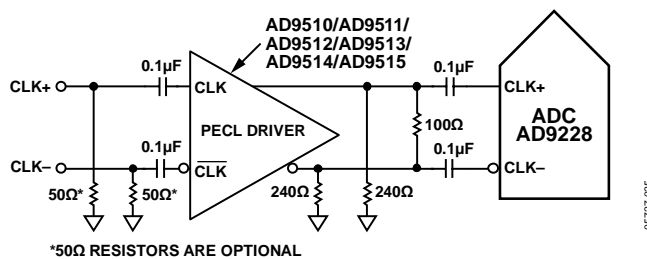 AD9510/AD9511/
AD9512/AD9513/
AD9514/AD9515
0.1µF
0.1µF
CLK+
CLK
CLK+
PECL DRIVER
ADC
AD9228
100Ω
0.1µF
0.1µF
CLK–
CLK
CLK–
50Ω*
50Ω*
240Ω
240Ω
*50Ω RESISTORS ARE OPTIONAL